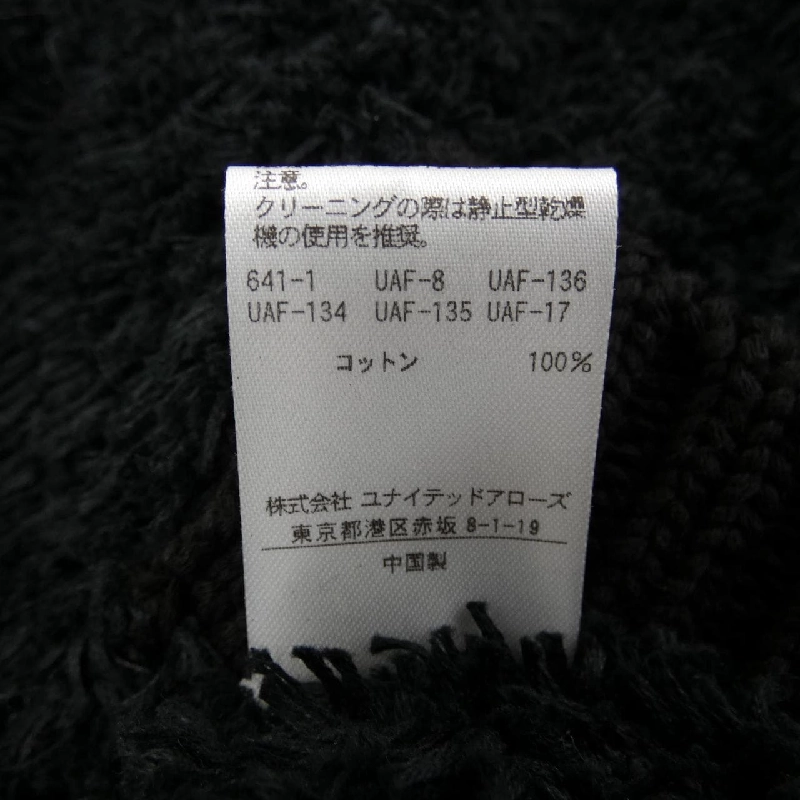 注意。
クリーニングの際は静止型乾燥
機の使用を推奨。
641-1 UAF-8 UAF-136
UAF-134 UAF-135 UAF-17
コットン 100%
株式会社 ユナイテッドアローズ
東京都港区赤坂 8-1-19
中国製